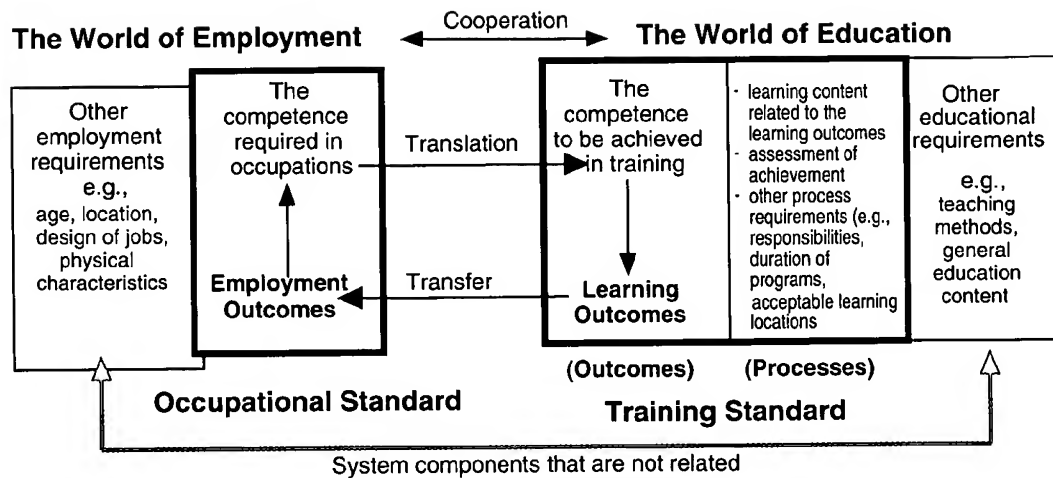 Cooperation
The World of Employment
The World of Education
Other
employment
requirements
e.g.,
age, location,
design of jobs,
physical
characteristics
The
competence
required in
occupations
Employment
Outcomes
Translation
Transfer
The
competence
to be achieved
in training
Learning
Outcomes
- learning content
related to the
learning outcomes
- assessment of
achievement
- other process
requirements (e.g.,
responsibilities,
duration of
programs,
acceptable learning
locations
Other
educational
requirements
e.g.,
teaching
methods,
general
education
content
(Outcomes)
(Processes)
Occupational Standard
Training Standard
System components that are not related